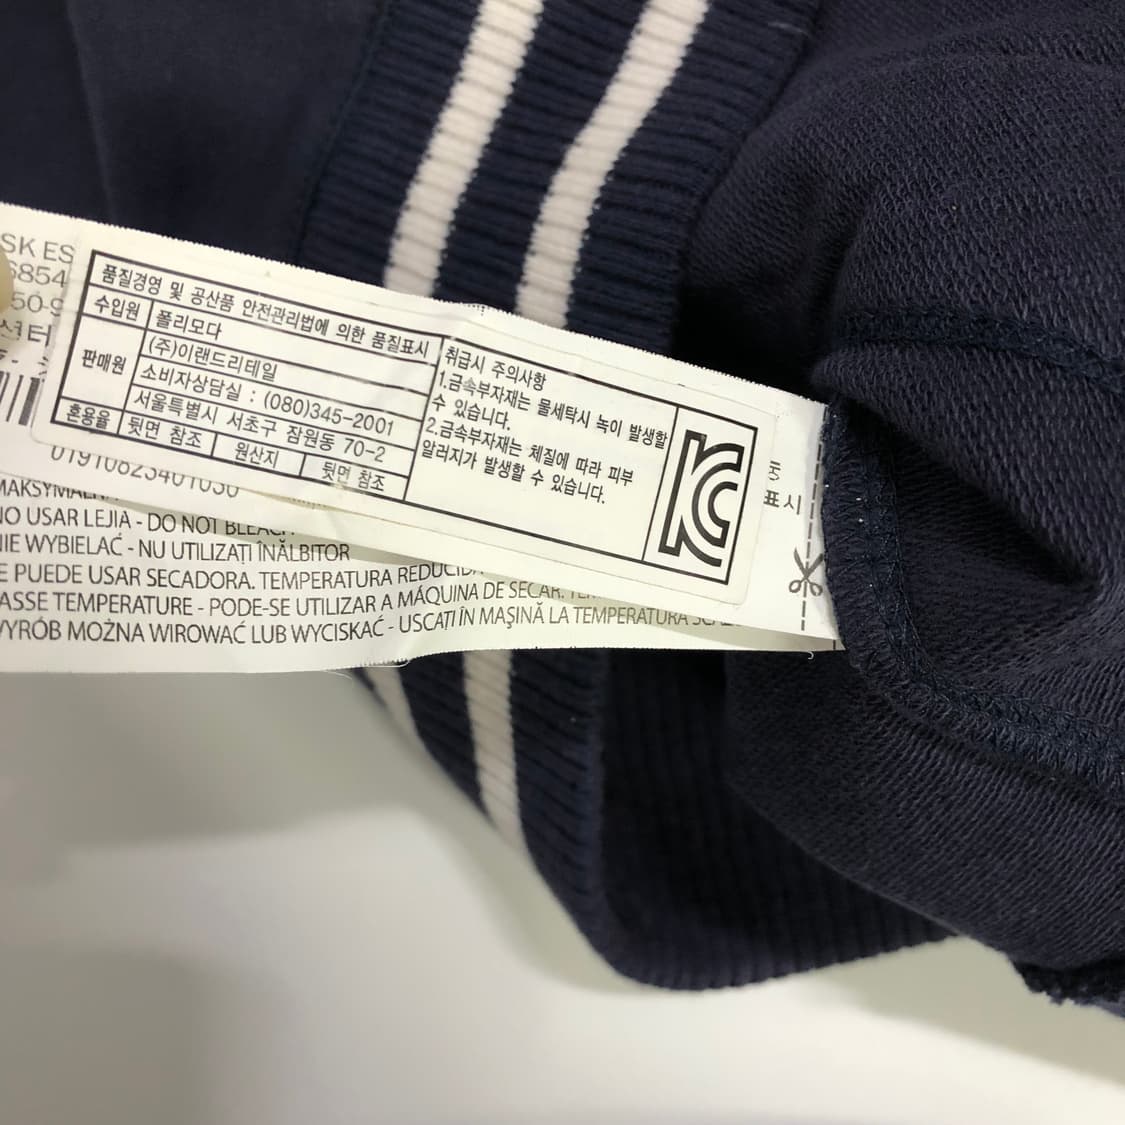 SK ES
6854
품질경영 및 공산품 안전관리법에 의한 품질표시
수입원 폴리모다
판매원 (주)이랜드리테일
소비자상담실 : (080)345-2001
서울특별시 서초구 잠원동 70-2
혼용율 뒷면 참조 원산지 뒷면 참조
취급시 주의사항
1.금속부자재는 물세탁시 녹이 발생할
수 있습니다.
2.금속부자재는 체질에 따라 피부
알러지가 발생할 수 있습니다.
KC
표시
01910823401030
NO USAR LEJIA - DO NOT BLEACH
NIE WYBIELAĆ - NU UTILIZAȚI ÎNĂLBITOR
E PUEDE USAR SECADORA. TEMPERATURA REDUCIDA
ASSE TEMPERATURE - PODE-SE UTILIZAR A MÁQUINA DE SECAR.
WYRÓB MOŻNA WIROWAĆ LUB WYCISKAĆ - USCAȚI ÎN MAȘINĂ LA TEMPERATURA